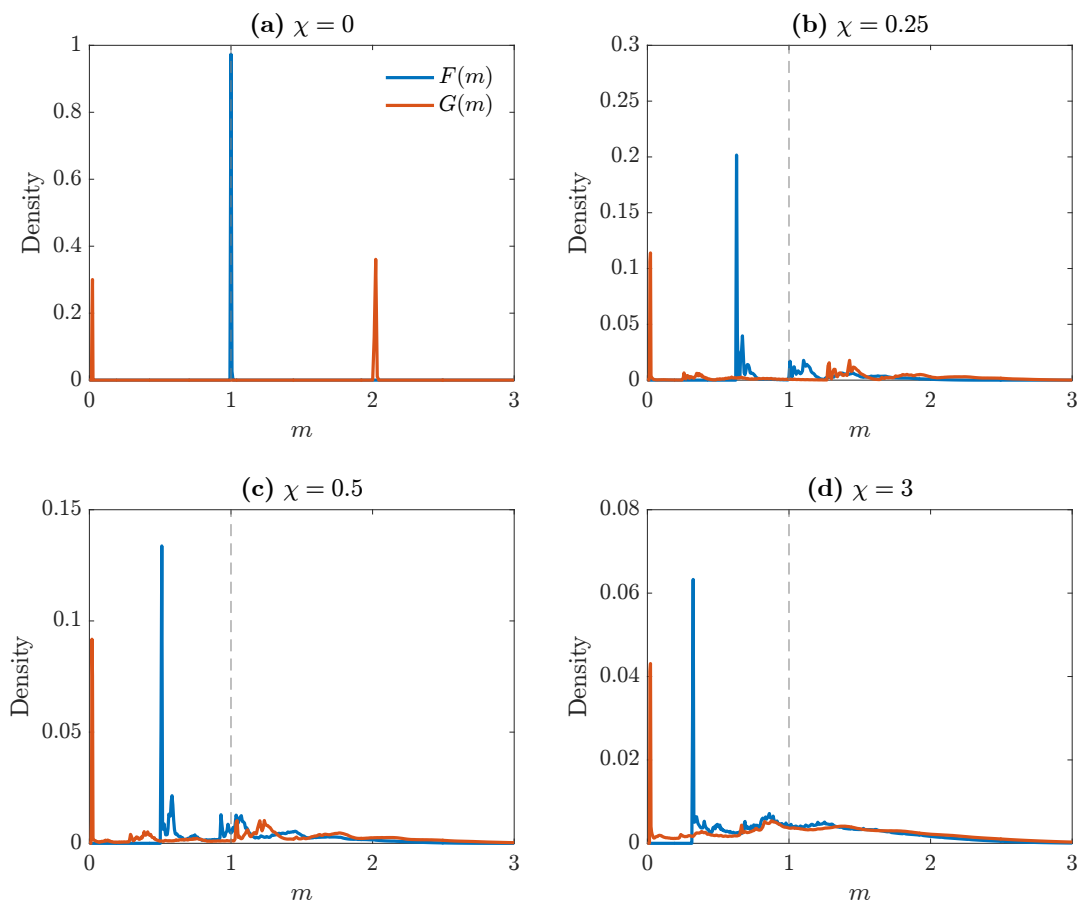 (a) χ = 0
1
0.8
0.6
0.4
0.2
0
Density
F(m)
G(m)
0 1 2 3
m
(b) χ = 0.25
0.3
0.25
0.2
0.15
0.1
0.05
0
Density
0 1 2 3
m
(c) χ = 0.5
0.15
0.1
0.05
0
Density
0 1 2 3
m
(d) χ = 3
0.08
0.06
0.04
0.02
0
Density
0 1 2 3
m